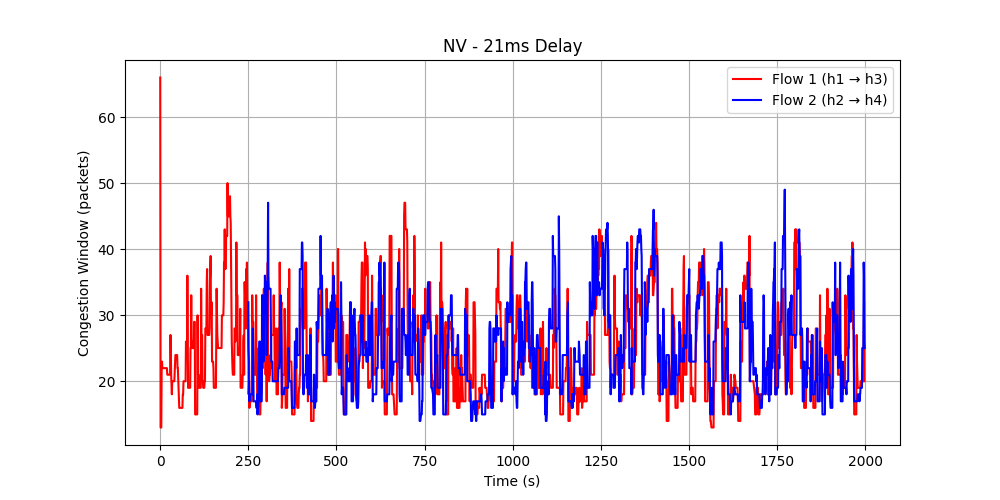 NV - 21ms Delay
Flow 1 (h1 → h3)
Flow 2 (h2 → h4)
Congestion Window (packets)
60
50
40
30
20
0
250
500
750
1000
1250
1500
1750
2000
Time (s)